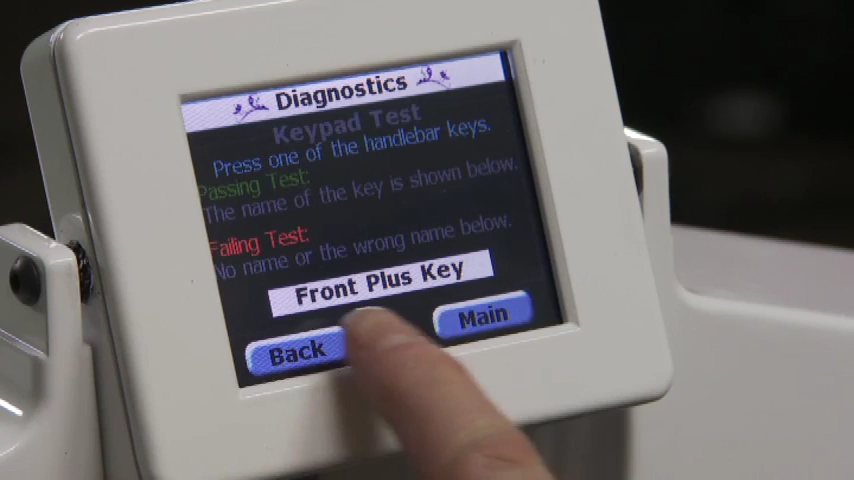 Diagnostics
Keypad Test
Press one of the handlebar keys.
Passing Test:
The name of the key is shown below.
Failing Test:
No name or the wrong name below.
Front Plus Key
Back
Main